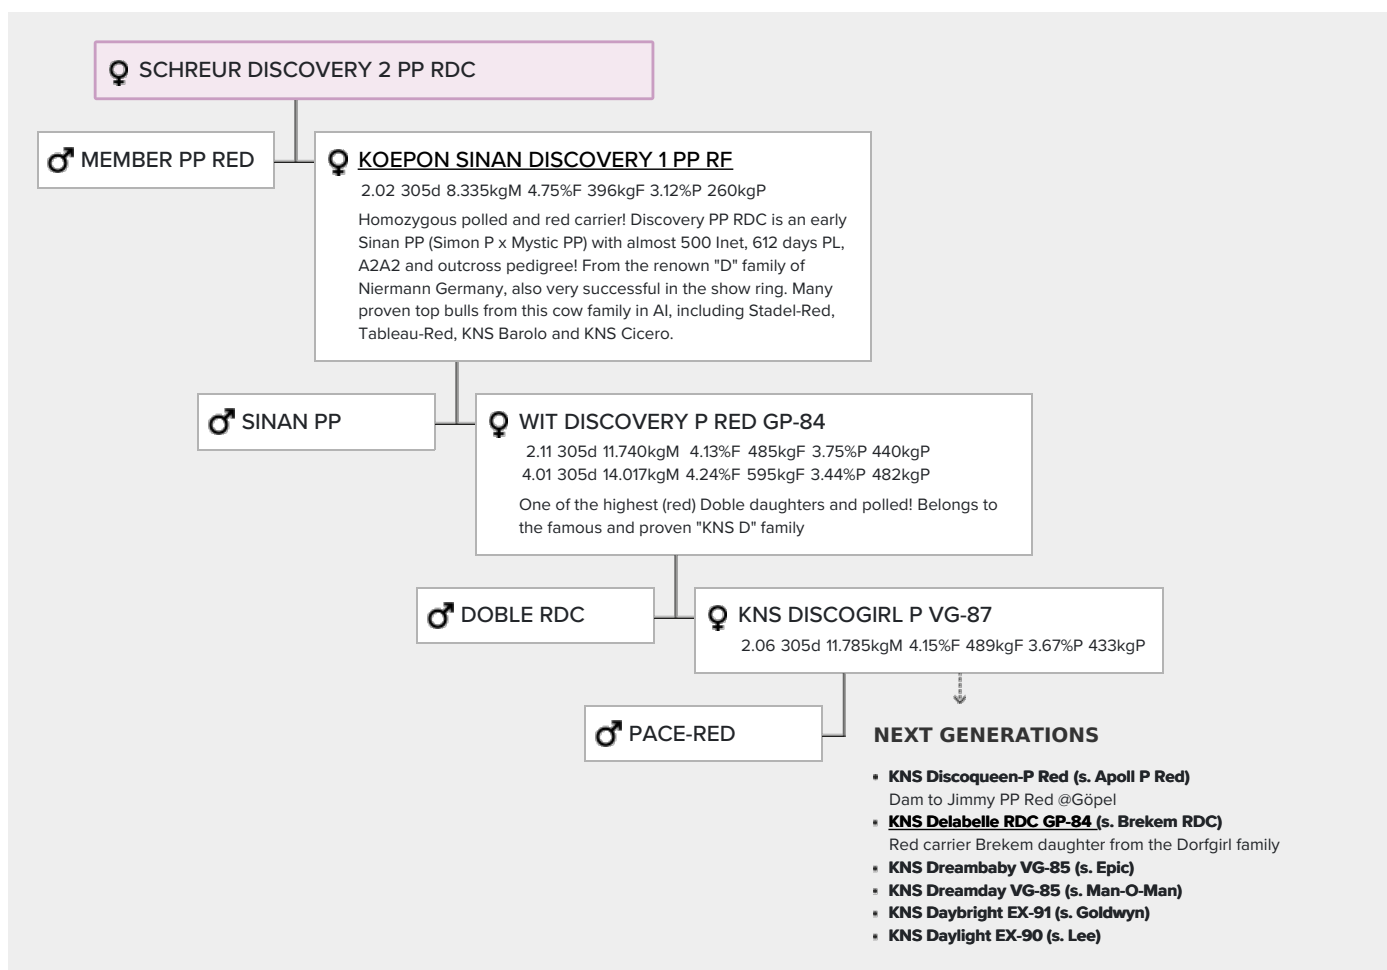 SCHREUR DISCOVERY 2 PP RDC
MEMBER PP RED
KOEPON SINAN DISCOVERY 1 PP RF
2.02 305d 8.335kgM 4.75%F 396kgF 3.12%P 260kgP
Homozygous polled and red carrier! Discovery PP RDC is an early
Sinan PP (Simon P x Mystic PP) with almost 500 Inet, 612 days PL,
A2A2 and outcross pedigree! From the renown "D" family of
Niermann Germany, also very successful in the show ring. Many
proven top bulls from this cow family in AI, including Stadel-Red,
Tableau-Red, KNS Barolo and KNS Cicero.
SINAN PP
WIT DISCOVERY P RED GP-84
2.11 305d 11.740kgM 4.13%F 485kgF 3.75%P 440kgP
4.01 305d 14.017kgM 4.24%F 595kgF 3.44%P 482kgP
One of the highest (red) Doble daughters and polled! Belongs to
the famous and proven "KNS D" family
DOBLE RDC
KNS DISCOGIRL P VG-87
2.06 305d 11.785kgM 4.15%F 489kgF 3.67%P 433kgP
PACE-RED
NEXT GENERATIONS
KNS Discoqueen-P Red (s. Apoll P Red)
Dam to Jimmy PP Red @Göpel
KNS Delabelle RDC GP-84 (s. Brekem RDC)
Red carrier Brekem daughter from the Dorfgirl family
KNS Dreambaby VG-85 (s. Epic)
KNS Dreamday VG-85 (s. Man-O-Man)
KNS Daybright EX-91 (s. Goldwyn)
KNS Daylight EX-90 (s. Lee)